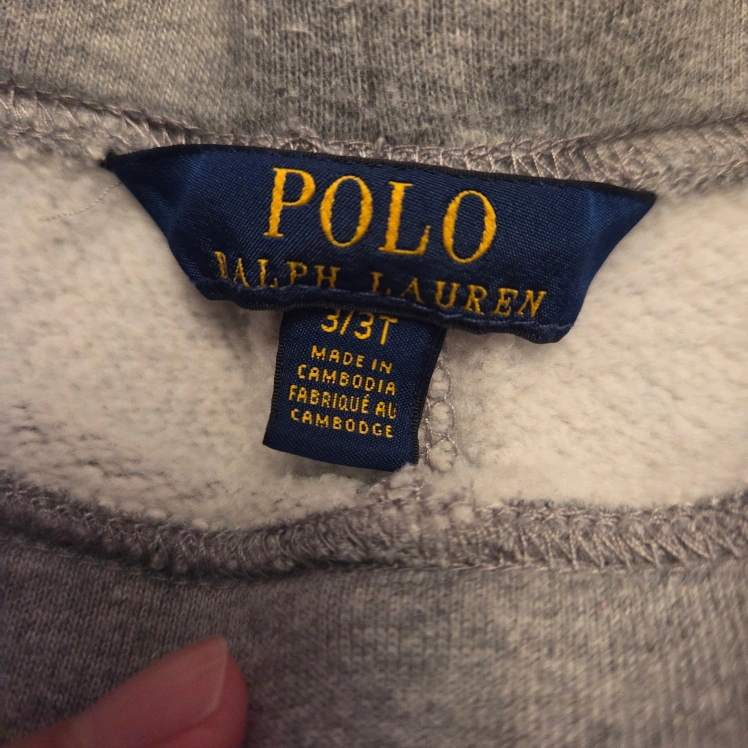 POLO
RALPH LAUREN
3/3T
MADE IN
CAMBODIA
FABRIQUÉ AU
CAMBODGE